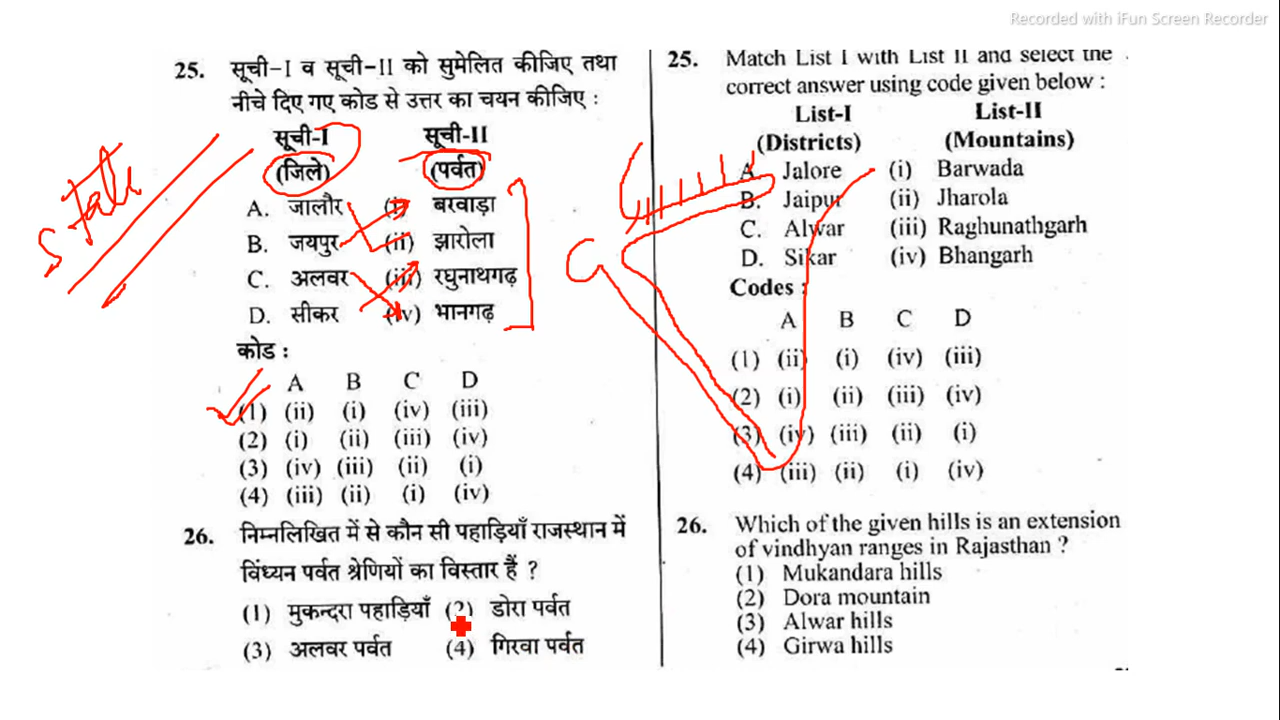 Recorded with iFun Screen Recorder
25. सूची-I व सूची-II को सुमेलित कीजिए तथा
नीचे दिए गए कोड से उत्तर का चयन कीजिए :
सूची-I सूची-II
(जिले) (पर्वत)
A. जालौर (i) बरवाड़ा
B. जयपुर (ii) झारोला
C. अलवर (iii) रघुनाथगढ़
D. सीकर (iv) भानगढ़
कोड :
A B C D
(1) (ii) (i) (iv) (iii)
(2) (i) (ii) (iii) (iv)
(3) (iv) (iii) (ii) (i)
(4) (iii) (ii) (i) (iv)
26. निम्नलिखित में से कौन सी पहाड़ियाँ राजस्थान में
विंध्यन पर्वत श्रेणियों का विस्तार हैं ?
(1) मुकन्दरा पहाड़ियाँ (2) डोरा पर्वत
(3) अलवर पर्वत (4) गिरवा पर्वत
25. Match List I with List II and select the
correct answer using code given below :
List-I List-II
(Districts) (Mountains)
A. Jalore (i) Barwada
B. Jaipur (ii) Jharola
C. Alwar (iii) Raghunathgarh
D. Sikar (iv) Bhangarh
Codes :
A B C D
(1) (ii) (i) (iv) (iii)
(2) (i) (ii) (iii) (iv)
(3) (iv) (iii) (ii) (i)
(4) (iii) (ii) (i) (iv)
26. Which of the given hills is an extension
of vindhyan ranges in Rajasthan ?
(1) Mukandara hills
(2) Dora mountain
(3) Alwar hills
(4) Girwa hills